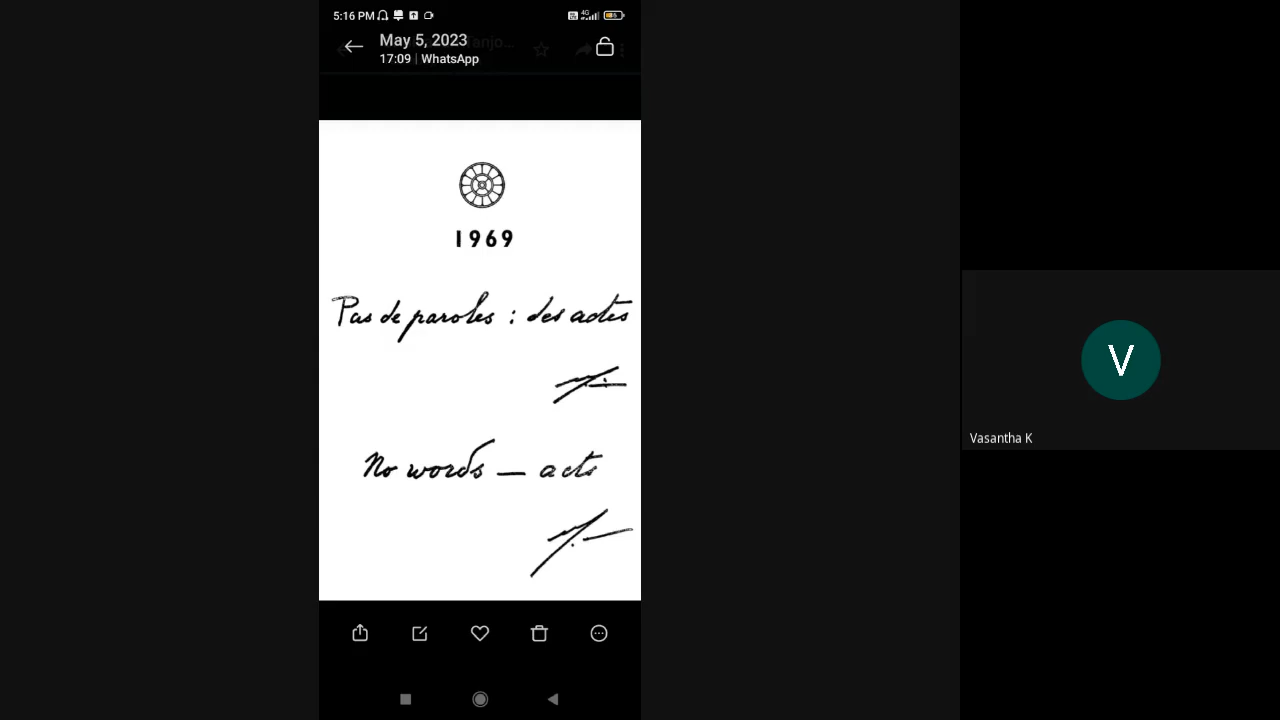 5:16 PM
4G
May 5, 2023
17:09 | WhatsApp
1969
Pas de paroles : des actes
No words — acts
V
Vasantha K